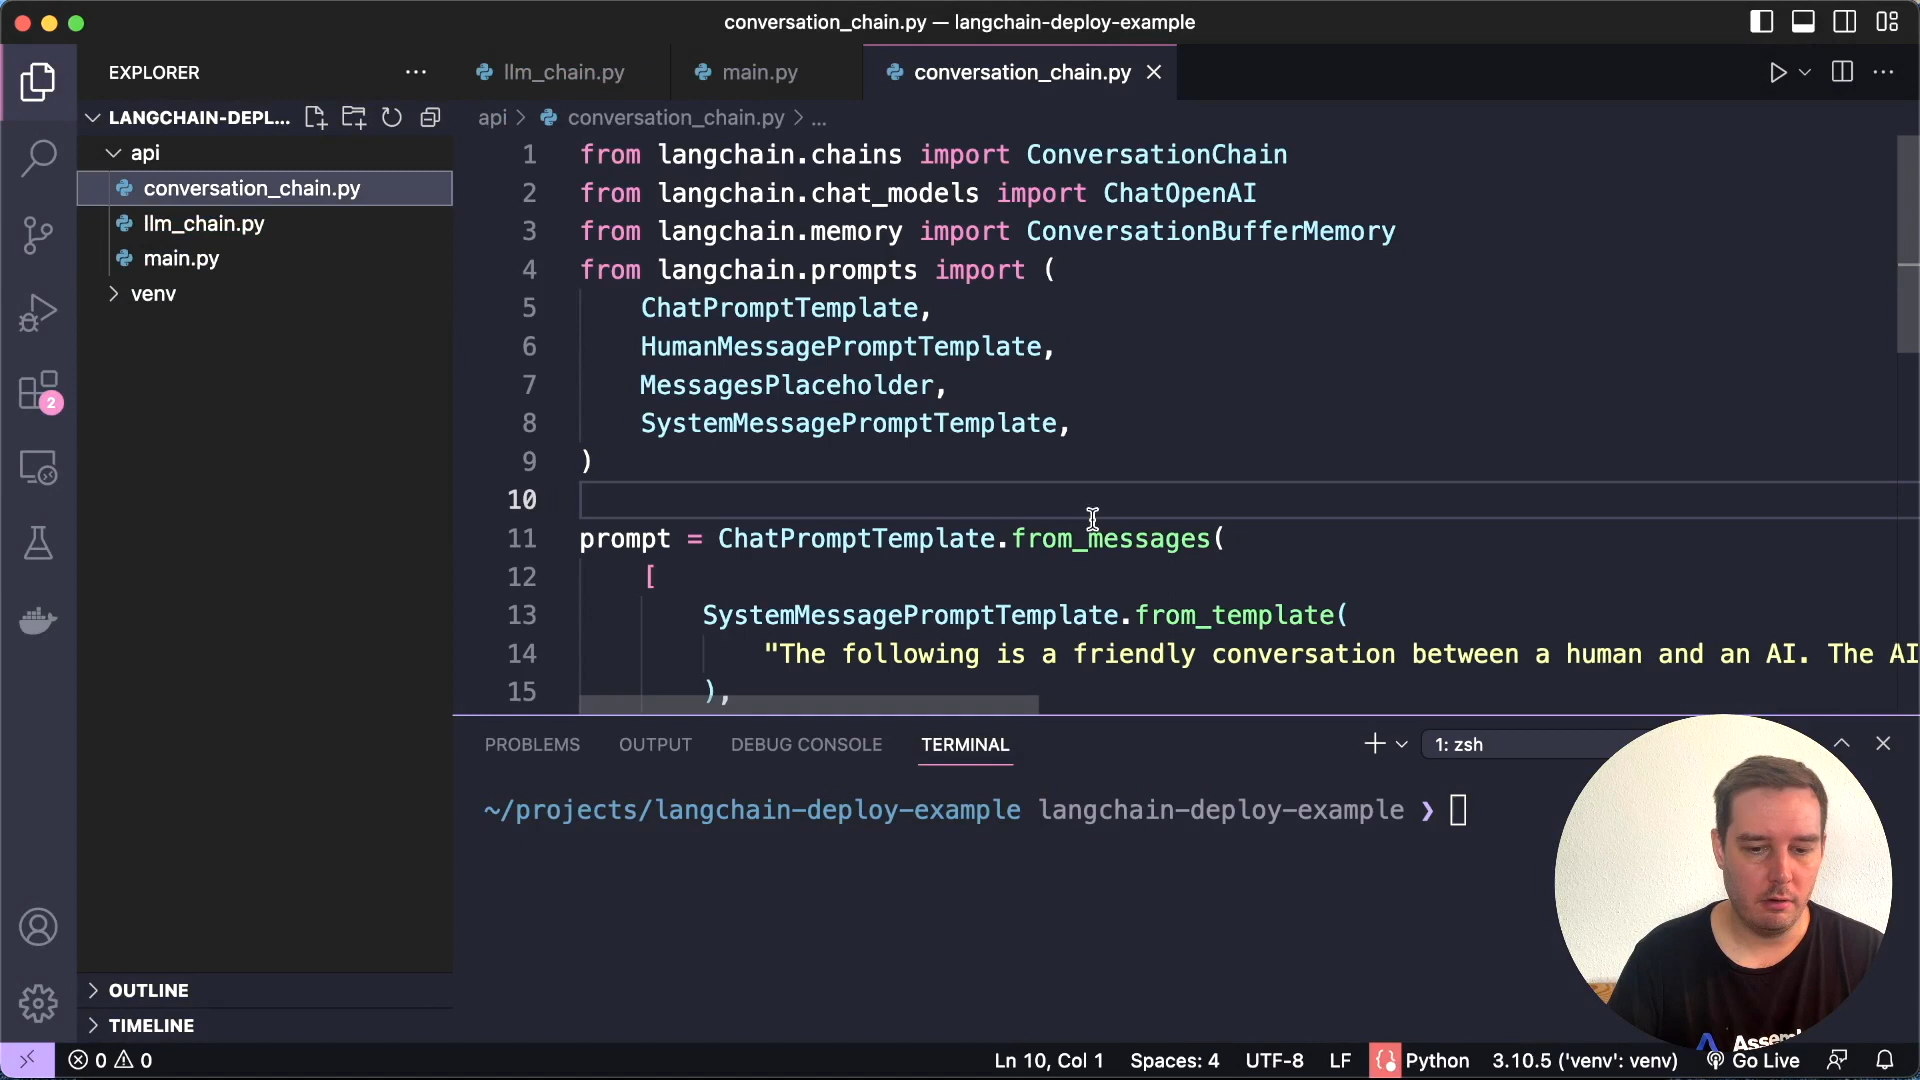 conversation_chain.py — langchain-deploy-example
EXPLORER
llm_chain.py
main.py
conversation_chain.py
LANGCHAIN-DEPL...
api > conversation_chain.py > ...
api
conversation_chain.py
llm_chain.py
main.py
venv
2
1 from langchain.chains import ConversationChain
2 from langchain.chat_models import ChatOpenAI
3 from langchain.memory import ConversationBufferMemory
4 from langchain.prompts import (
5 ChatPromptTemplate,
6 HumanMessagePromptTemplate,
7 MessagesPlaceholder,
8 SystemMessagePromptTemplate,
9 )
10
11 prompt = ChatPromptTemplate.from_messages(
12 [
13 SystemMessagePromptTemplate.from_template(
14 "The following is a friendly conversation between a human and an AI. The AI
15 ),
PROBLEMS OUTPUT DEBUG CONSOLE TERMINAL
1: zsh
~/projects/langchain-deploy-example langchain-deploy-example ❯
OUTLINE
TIMELINE
0 0
Ln 10, Col 1 Spaces: 4 UTF-8 LF Python 3.10.5 ('venv': venv) Go Live